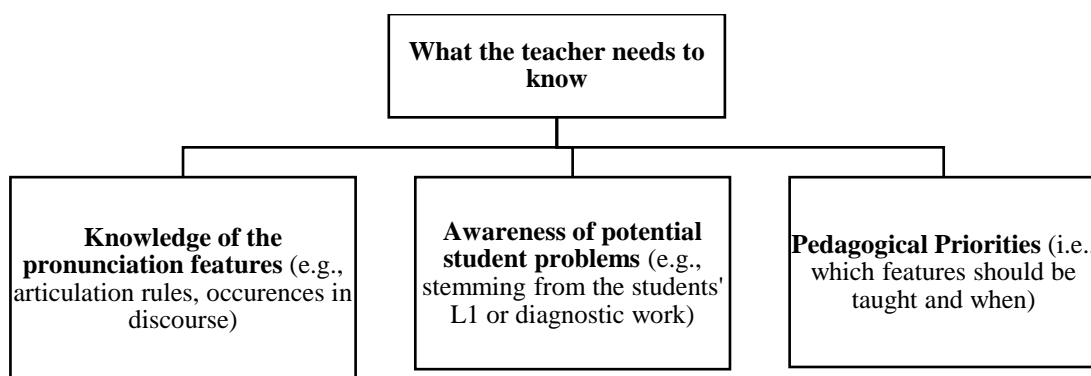 What the teacher needs to
know
Knowledge of the
pronunciation features (e.g.,
articulation rules, occurences in
discourse)
Awareness of potential
student problems (e.g.,
stemming from the students'
L1 or diagnostic work)
Pedagogical Priorities (i.e.,
which features should be
taught and when)